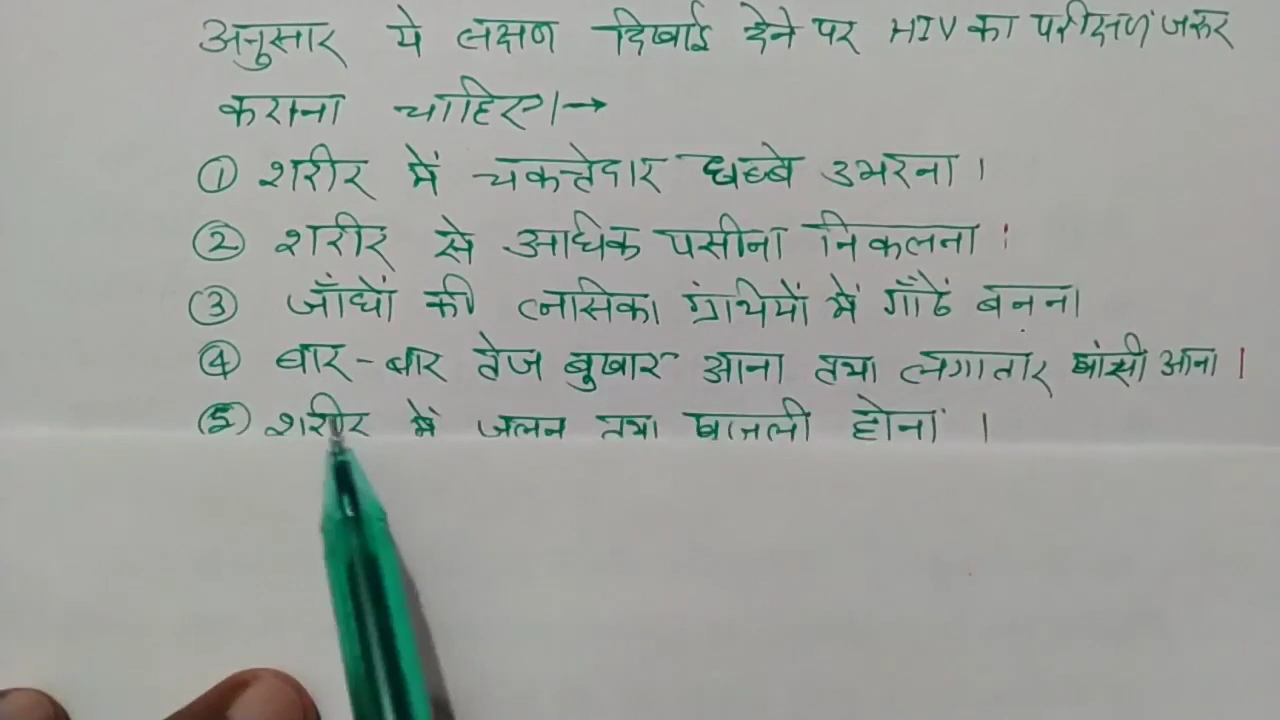 अनुसार ये लक्षण दिखाई देने पर HIV का परीक्षण जरूर
कराना चाहिए।→
① शरीर में चकत्तेदार धब्बे उभरना।
② शरीर से अधिक पसीना निकलना।
③ जाँघों की लासिका ग्रंथियों में गाँठें बनना
④ बार-बार तेज बुखार आना तथा लगातार खांसी आना।
⑤ शरीर में जलन तथा खुजली होना।